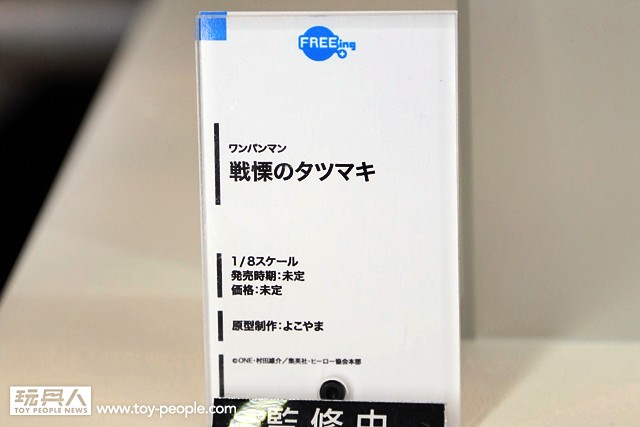 FREEing
ワンパンマン
戦慄のタツマキ
1/8スケール
発売時期:未定
価格:未定
原型制作:よこやま
©ONE・村田雄介/集英社・ヒーロー協会本部
監修中
玩具人
TOY PEOPLE NEWS
www.toy-people.com